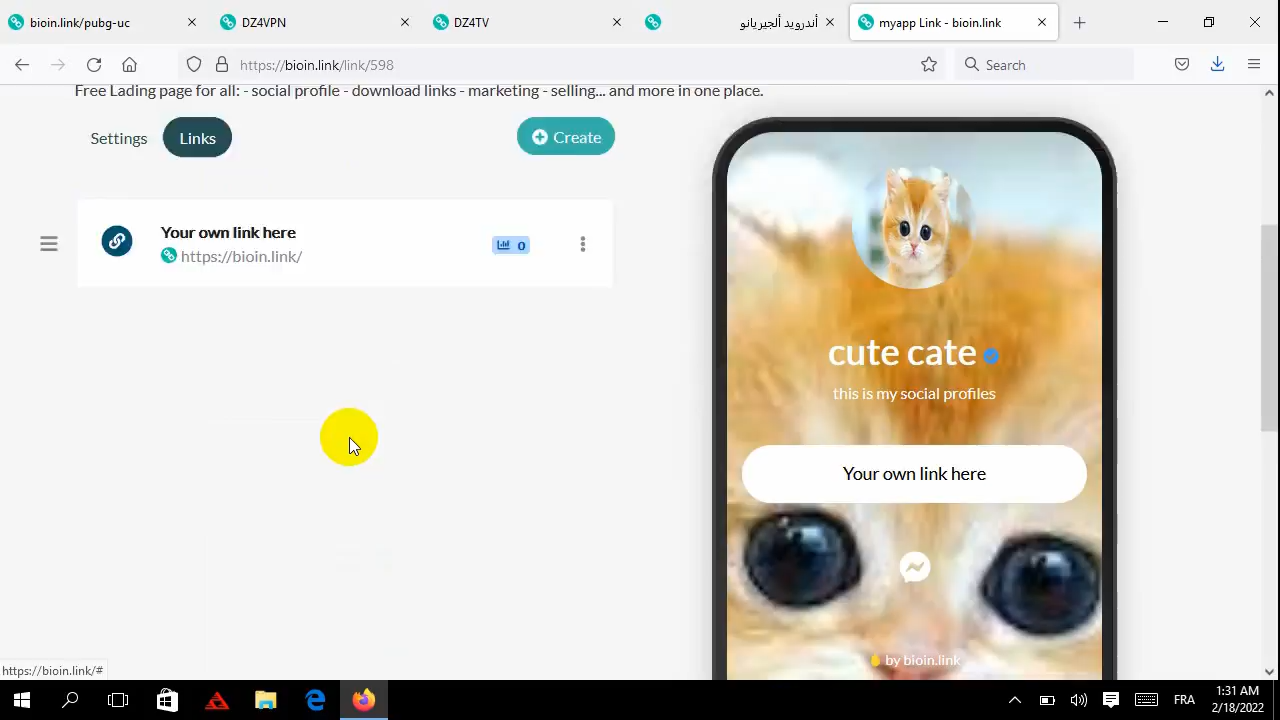 bioin.link/pubg-uc
DZ4VPN
DZ4TV
أندرويد ألجيريانو
myapp Link - bioin.link
https://bioin.link/link/598
Search
Free Lading page for all: - social profile - download links - marketing - selling... and more in one place.
Settings
Links
Create
Your own link here
https://bioin.link/
0
cute cate
this is my social profiles
Your own link here
by bioin.link
https://bioin.link/#
FRA
1:31 AM
2/18/2022